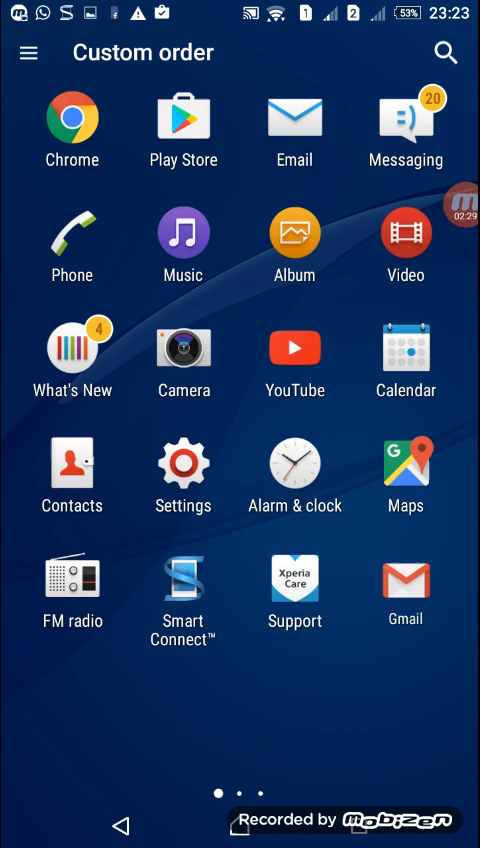 1 2 53% 23:23
Custom order
20
Chrome Play Store Email Messaging
02:29
Phone Music Album Video
4
What's New Camera YouTube Calendar
G
Contacts Settings Alarm & clock Maps
Xperia
Care
FM radio Smart Support Gmail
Connect™
Recorded by Mobizen